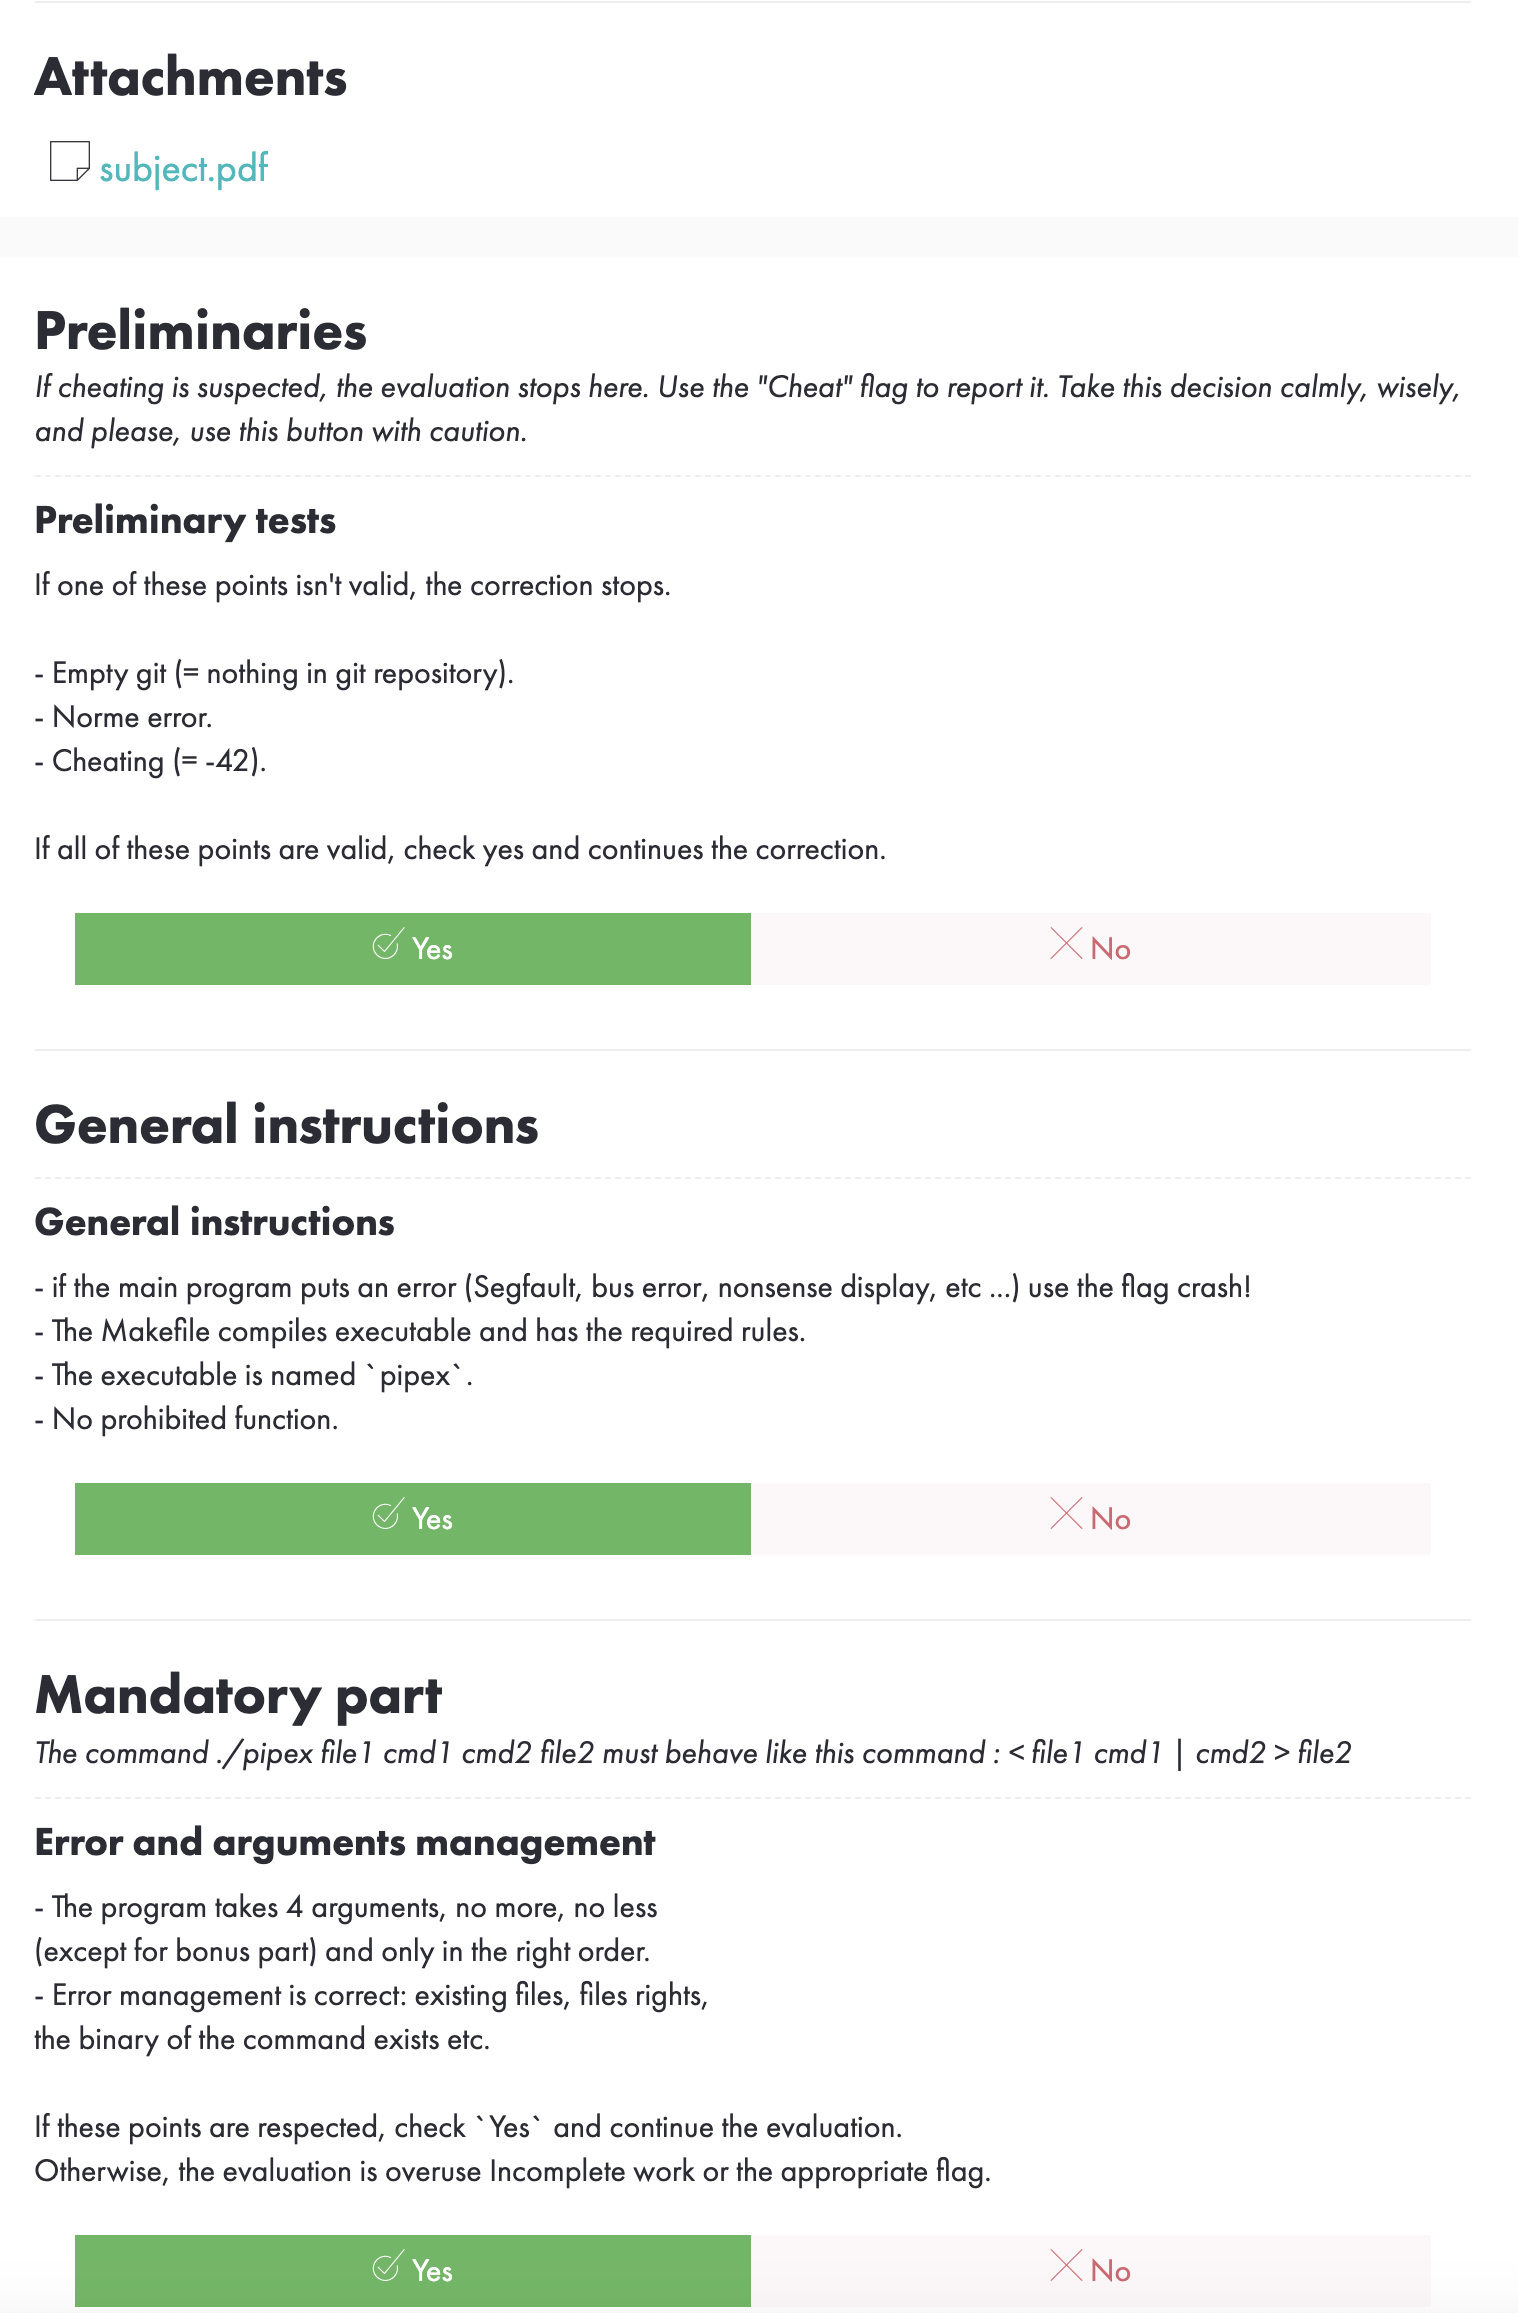 Attachments
subject.pdf
Preliminaries
If cheating is suspected, the evaluation stops here. Use the "Cheat" flag to report it. Take this decision calmly, wisely,
and please, use this button with caution.
Preliminary tests
If one of these points isn't valid, the correction stops.
- Empty git (= nothing in git repository).
- Norme error.
- Cheating (= -42).
If all of these points are valid, check yes and continues the correction.
Yes
No
General instructions
General instructions
- if the main program puts an error (Segfault, bus error, nonsense display, etc ...) use the flag crash!
- The Makefile compiles executable and has the required rules.
- The executable is named `pipex`.
- No prohibited function.
Yes
No
Mandatory part
The command ./pipex file1 cmd1 cmd2 file2 must behave like this command : < file1 cmd1 | cmd2 > file2
Error and arguments management
- The program takes 4 arguments, no more, no less
(except for bonus part) and only in the right order.
- Error management is correct: existing files, files rights,
the binary of the command exists etc.
If these points are respected, check `Yes` and continue the evaluation.
Otherwise, the evaluation is overuse Incomplete work or the appropriate flag.
Yes
No